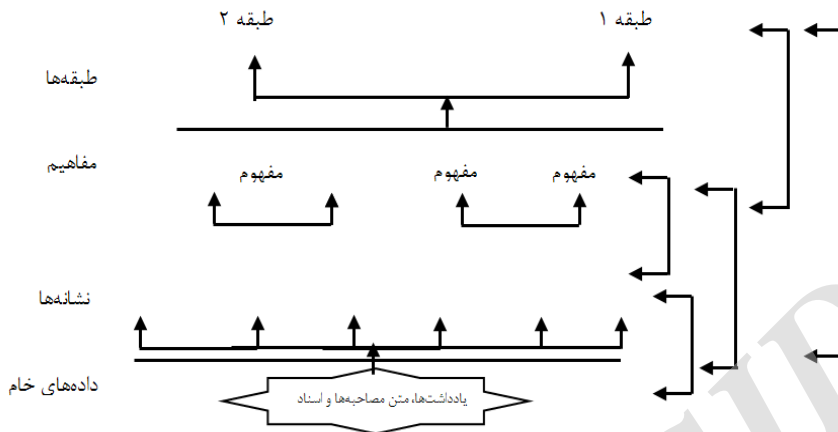 طبقه ۱
طبقه ۲
طبقه‌ها
مفاهیم
مفهوم
مفهوم
مفهوم
نشانه‌ها
داده‌های خام
یادداشت‌ها، متن مصاحبه‌ها و اسناد